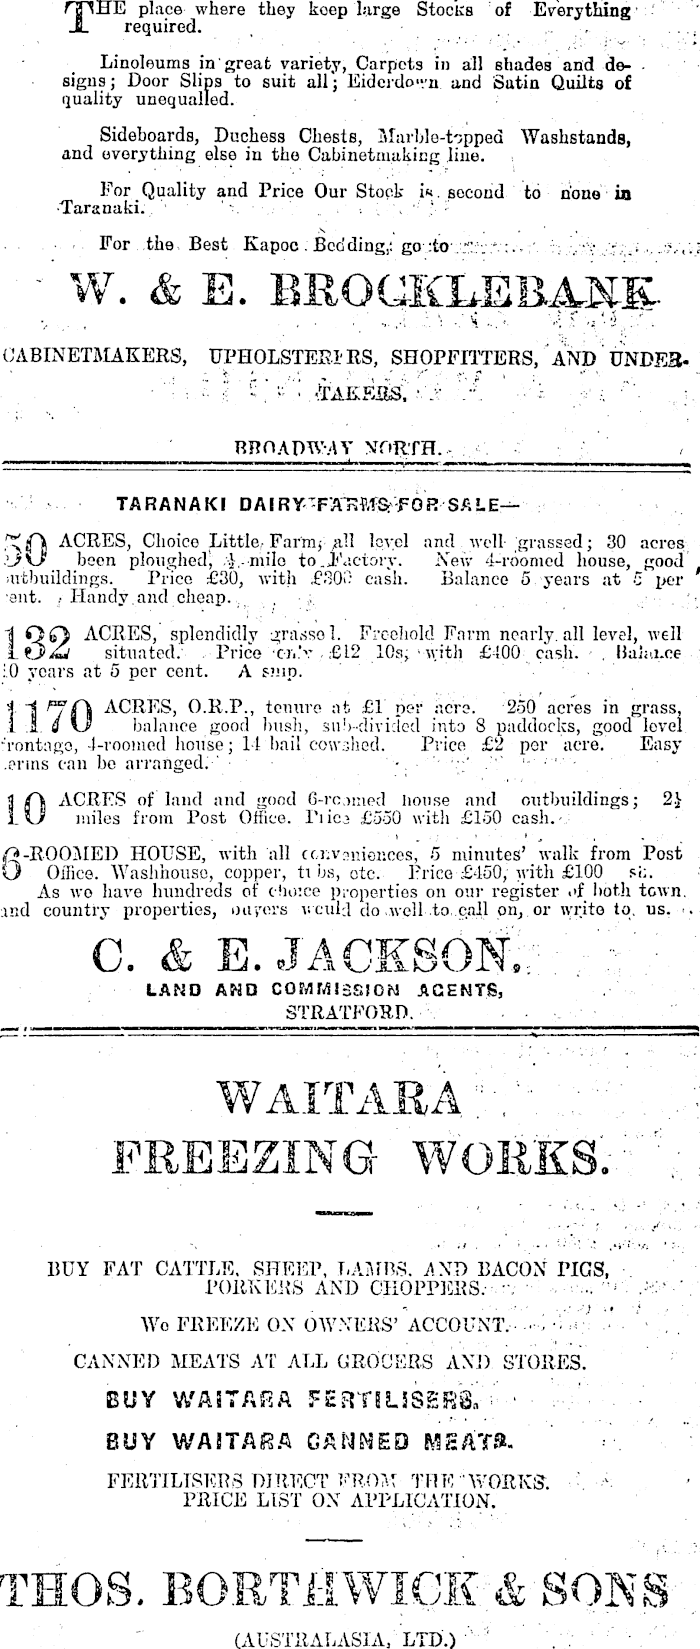 THE place where they keep large Stocks of Everything
required.
Linoleums in great variety, Carpets in all shades and de-
signs; Door Slips to suit all; Eiderdown and Satin Quilts of
quality unequalled.
Sideboards, Duchess Chests, Marble-topped Washstands,
and everything else in the Cabinetmaking line.
For Quality and Price Our Stock is second to none in
Taranaki.
For the Best Kapoc Bedding, go to
W. & E. BROCKLEBANK
CABINETMAKERS, UPHOLSTERERS, SHOPFITTERS, AND UNDER-
TAKERS,
BROADWAY NORTH.
TARANAKI DAIRY FARMS FOR SALE—
50 ACRES, Choice Little Farm, all level and well grassed; 30 acres
been ploughed, ½ mile to Factory. New 4-roomed house, good
outbuildings. Price £30, with £300 cash. Balance 5 years at 5 per
cent. Handy and cheap.
132 ACRES, splendidly grassed. Freehold Farm nearly all level, well
situated. Price only £12 10s, with £400 cash. Balance
10 years at 5 per cent. A snip.
1170 ACRES, O.R.P., tenure at £1 per acre. 250 acres in grass,
balance good bush, sub-divided into 8 paddocks, good level
frontage, 4-roomed house; 14 bail cowshed. Price £2 per acre. Easy
terms can be arranged.
10 ACRES of land and good 6-roomed house and outbuildings; 2½
miles from Post Office. Price £550 with £150 cash.
6-ROOMED HOUSE, with all conveniences, 5 minutes' walk from Post
Office. Washhouse, copper, tubs, etc. Price £450, with £100
As we have hundreds of choice properties on our register of both town
and country properties, buyers would do well to call on, or write to us.
C. & E. JACKSON,
LAND AND COMMISSION AGENTS,
STRATFORD.
WAITARA
FREEZING WORKS.
BUY FAT CATTLE, SHEEP, LAMBS, AND BACON PIGS,
PORKERS AND CHOPPERS.
We FREEZE ON OWNERS' ACCOUNT.
CANNED MEATS AT ALL GROCERS AND STORES.
BUY WAITARA FERTILISERS.
BUY WAITARA CANNED MEATS.
FERTILISERS DIRECT FROM THE WORKS.
PRICE LIST ON APPLICATION.
THOS. BORTHWICK & SONS
(AUSTRALASIA, LTD.)